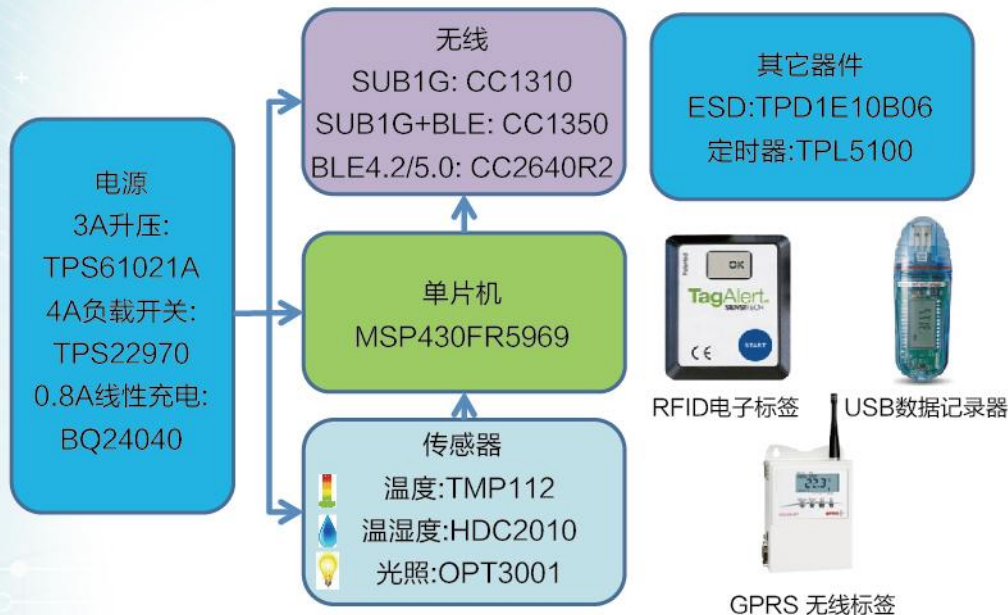 无线
SUB1G: CC1310
SUB1G+BLE: CC1350
BLE4.2/5.0: CC2640R2
其它器件
ESD:TPD1E10B06
定时器:TPL5100
电源
3A升压:
TPS61021A
4A负载开关:
TPS22970
0.8A线性充电:
BQ24040
单片机
MSP430FR5969
传感器
温度:TMP112
温湿度:HDC2010
光照:OPT3001
Patented
OK
TagAlert
SENSITECH
CE
START
RFID电子标签
USB数据记录器
22.3
GPRS 无线标签